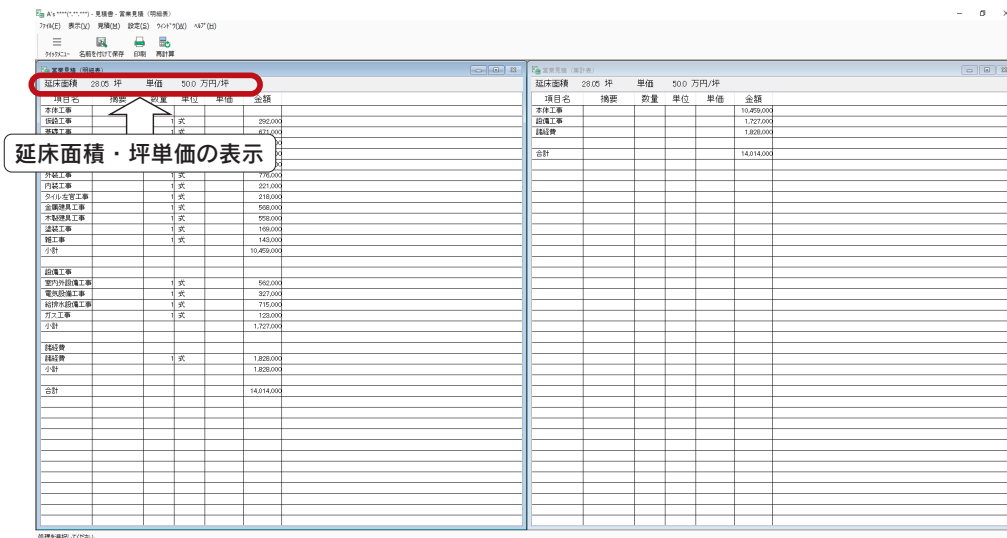 A's ****(*.**.***) - 見積書 - 営業見積（明細表）
ﾌｧｲﾙ(F) 表示(V) 見積(M) 設定(S) ｳｨﾝﾄﾞｳ(W) ﾍﾙﾌﾟ(H)
ｸｲｯｸﾒﾆｭｰ 名前を付けて保存 印刷 再計算
営業見積（明細表）
延床面積 28.05 坪 単価 50.0 万円/坪
項目名 摘要 数量 単位 単価 金額
本体工事
仮設工事 1 式 292,000
基礎工事 1 式 671,000
延床面積・坪単価の表示
外装工事 1 式 776,000
内装工事 1 式 221,000
タイル左官工事 1 式 218,000
金属建具工事 1 式 568,000
木製建具工事 1 式 558,000
塗装工事 1 式 169,000
雑工事 1 式 143,000
小計 10,459,000
設備工事
室内外設備工事 1 式 562,000
電気設備工事 1 式 327,000
給排水設備工事 1 式 715,000
ガス工事 1 式 123,000
小計 1,727,000
諸経費
諸経費 1 式 1,828,000
小計 1,828,000
合計 14,014,000
営業見積（集計表）
延床面積 28.05 坪 単価 50.0 万円/坪
項目名 摘要 数量 単位 単価 金額
本体工事 10,459,000
設備工事 1,727,000
諸経費 1,828,000
合計 14,014,000
処理を選択してください